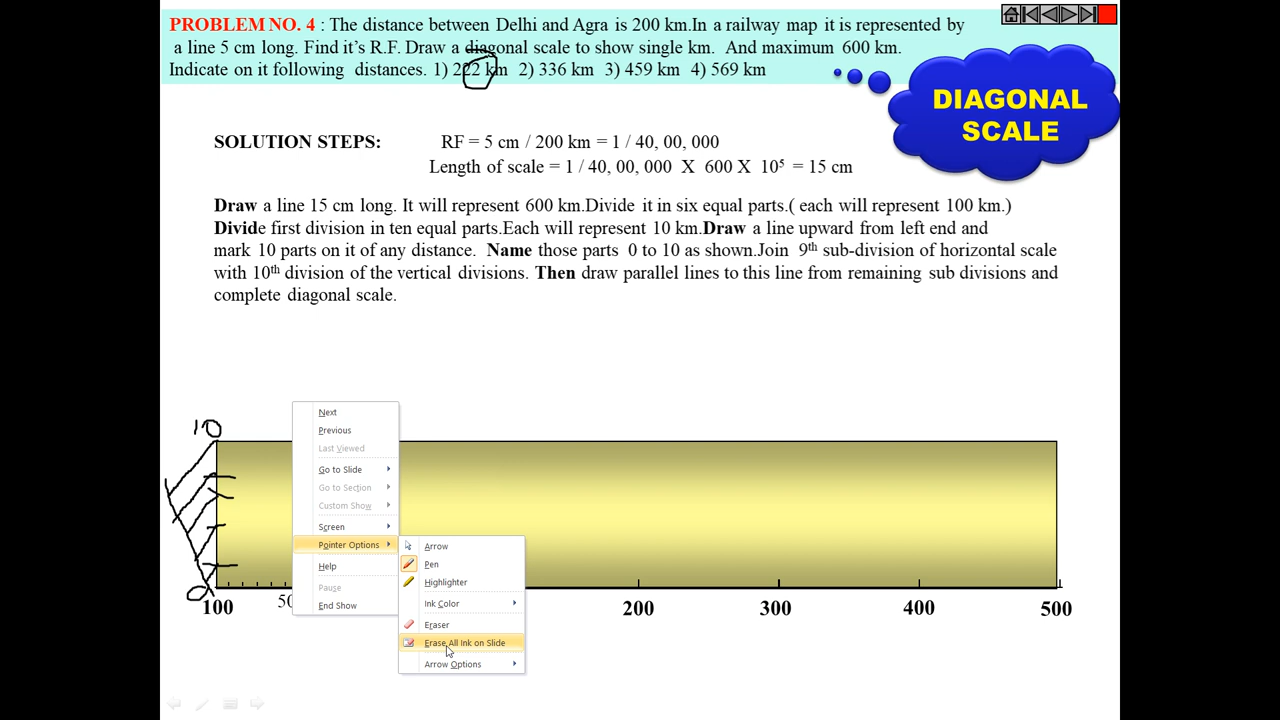 PROBLEM NO. 4 : The distance between Delhi and Agra is 200 km.In a railway map it is represented by
a line 5 cm long. Find it’s R.F. Draw a diagonal scale to show single km. And maximum 600 km.
Indicate on it following distances. 1) 222 km 2) 336 km 3) 459 km 4) 569 km
DIAGONAL
SCALE
SOLUTION STEPS: RF = 5 cm / 200 km = 1 / 40, 00, 000
Length of scale = 1 / 40, 00, 000 X 600 X 10⁵ = 15 cm
Draw a line 15 cm long. It will represent 600 km.Divide it in six equal parts.( each will represent 100 km.)
Divide first division in ten equal parts.Each will represent 10 km.Draw a line upward from left end and
mark 10 parts on it of any distance. Name those parts 0 to 10 as shown.Join 9th sub-division of horizontal scale
with 10th division of the vertical divisions. Then draw parallel lines to this line from remaining sub divisions and
complete diagonal scale.
10
Next
Previous
Last Viewed
Go to Slide
Go to Section
Custom Show
Screen
Pointer Options
Help
Pause
End Show
Arrow
Pen
Highlighter
Ink Color
Eraser
Erase All Ink on Slide
Arrow Options
0
100 50 200 300 400 500